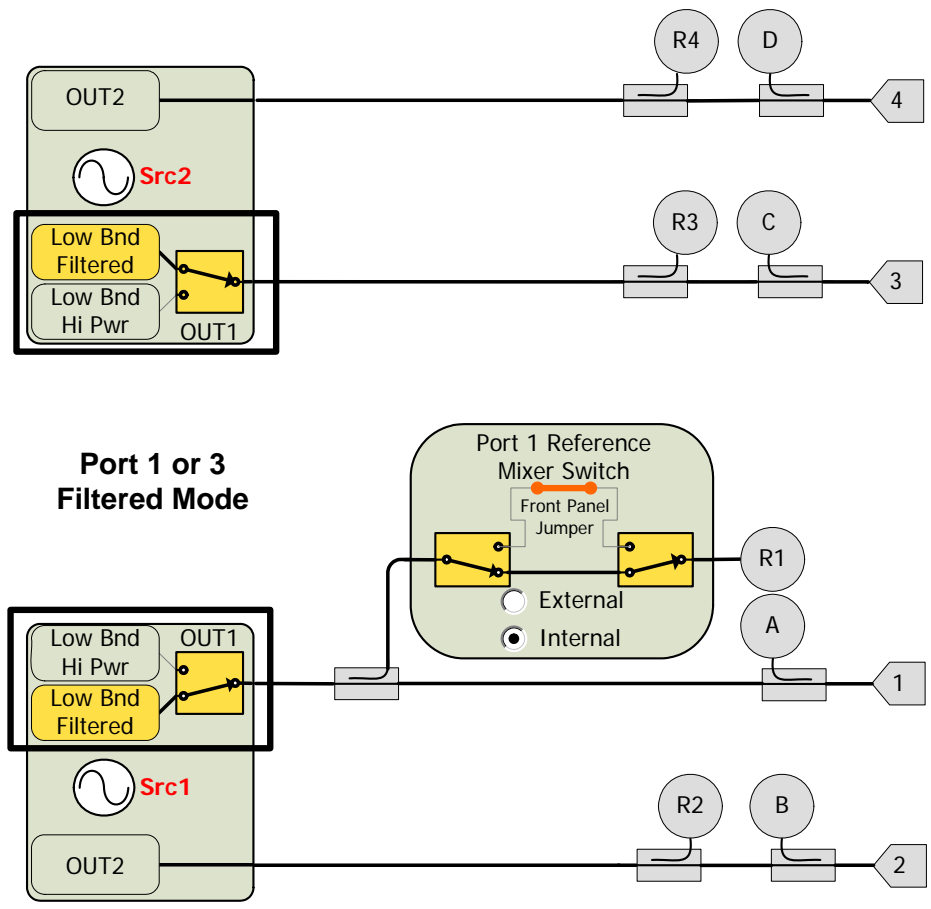 R4
D
OUT2
4
Src2
R3
C
Low Bnd
Filtered
3
Low Bnd
Hi Pwr
OUT1
Port 1 or 3
Filtered Mode
Port 1 Reference
Mixer Switch
Front Panel
Jumper
R1
External
Internal
A
Low Bnd
Hi Pwr
OUT1
Low Bnd
Filtered
1
Src1
R2
B
OUT2
2